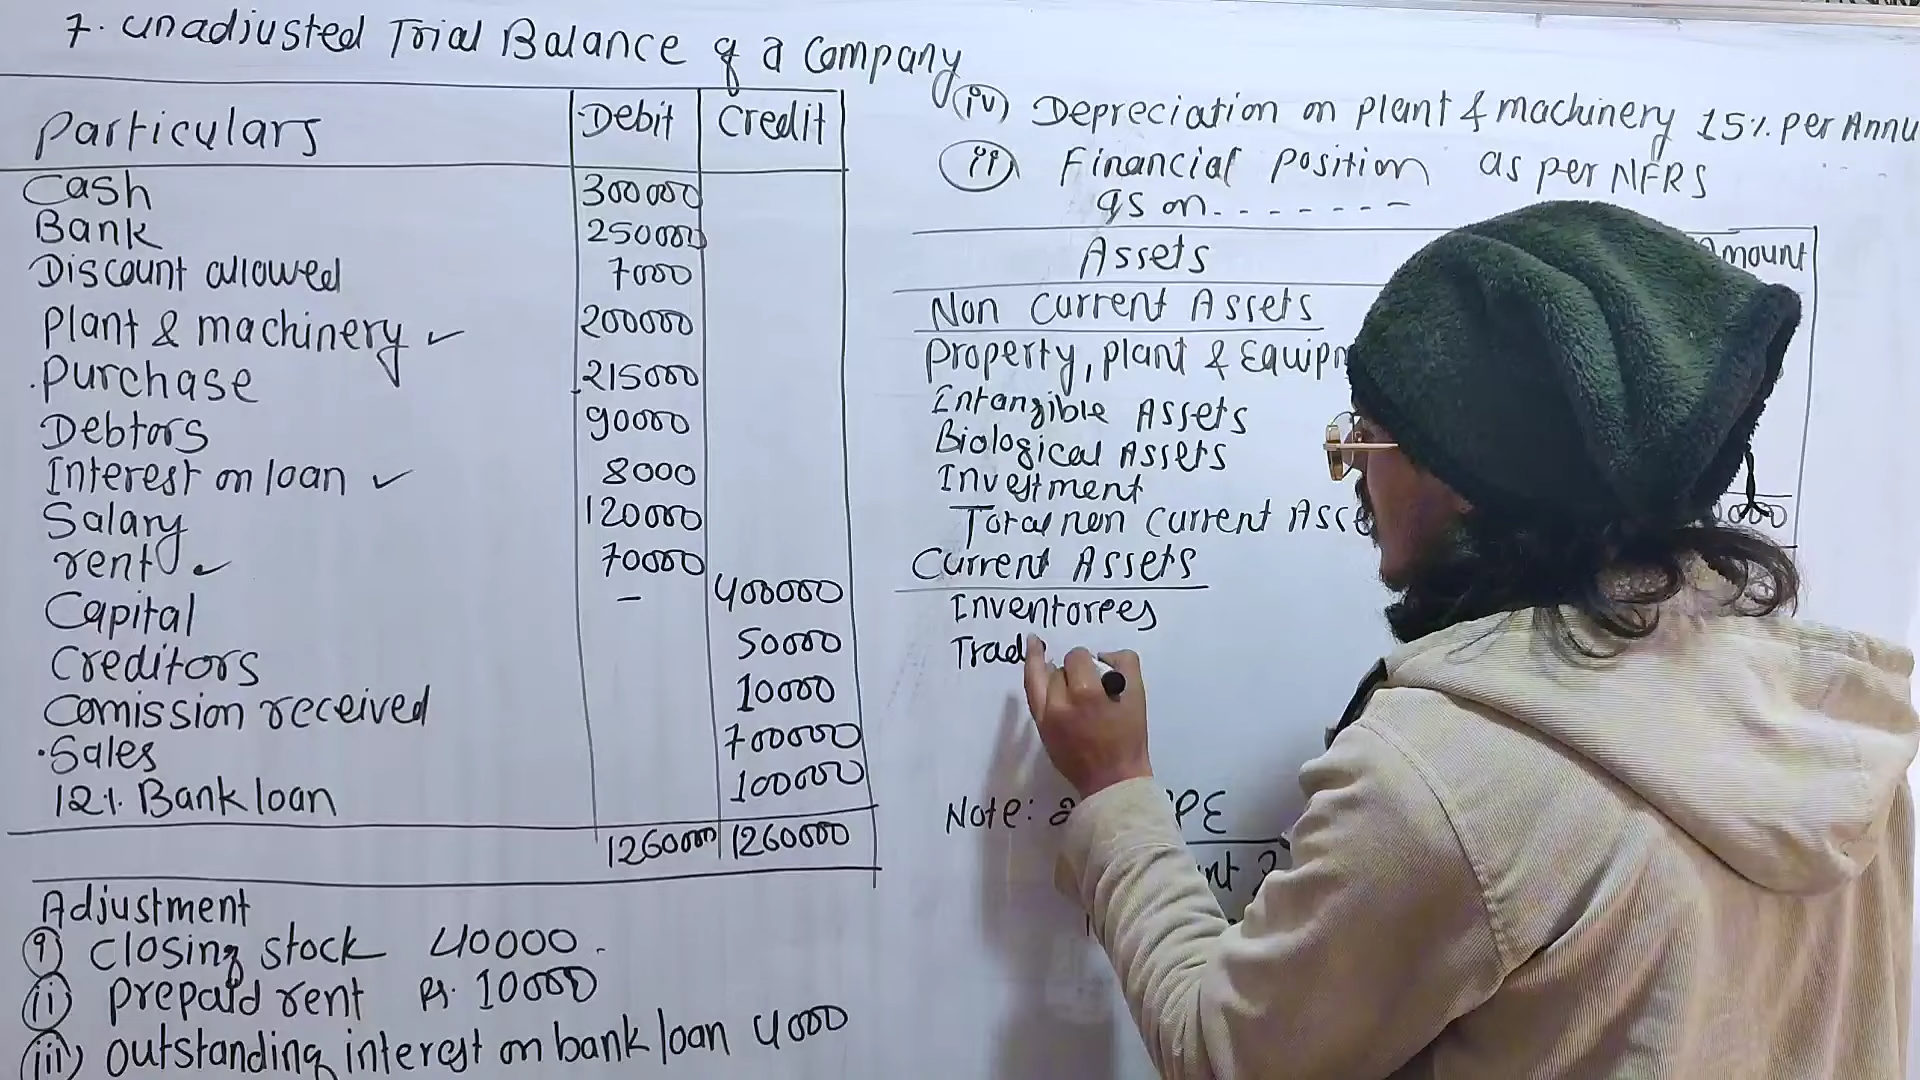 7. Unadjusted Trial Balance of a Company
Particulars Debit Credit
Cash 300000
Bank 250000
Discount allowed 7000
Plant & machinery ✓ 200000
Purchase 215000
Debtors 90000
Interest on loan ✓ 8000
Salary 120000
rent ✓ 70000
Capital – 400000
Creditors 50000
Comission received 10000
Sales 700000
12% Bank loan 100000
1260000 1260000
Adjustment
(i) Closing stock 40000
(ii) prepaid rent Rs. 10000
(iii) outstanding interest on bank loan 4000
(iv) Depreciation on plant & machinery 15% per Annu
(ii) Financial Position as per NFRS
as on
Assets mount
Non Current Assets
Property, plant & Equipm
Intangible Assets
Biological Assets
Investment
Total non Current Asse
Current Assets
Inventorees
Trad
Note: PPE